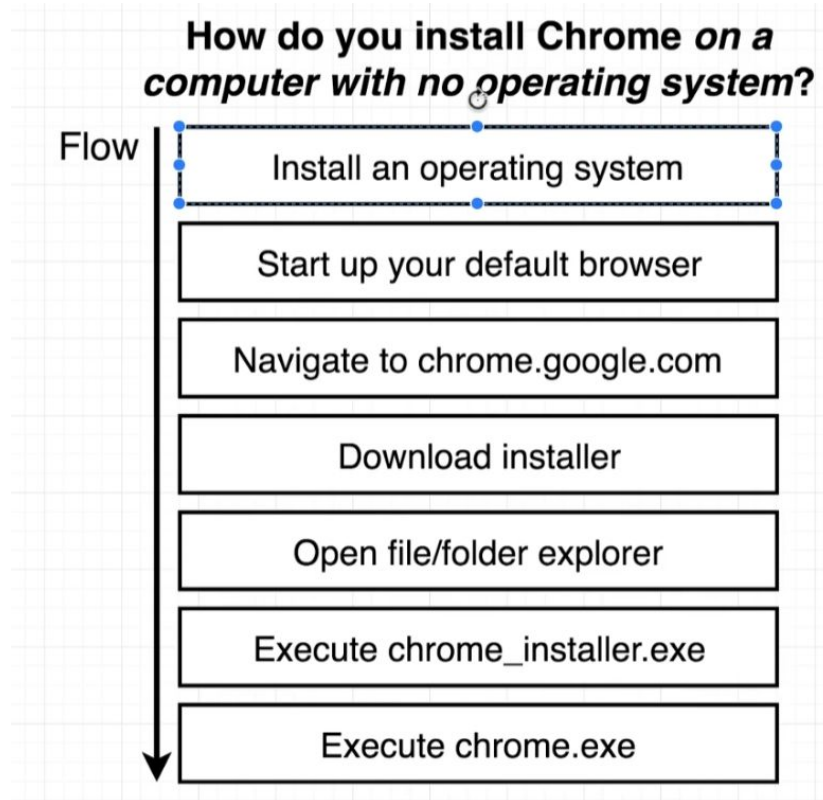 How do you install Chrome on a
computer with no operating system?
Flow
Install an operating system
Start up your default browser
Navigate to chrome.google.com
Download installer
Open file/folder explorer
Execute chrome_installer.exe
Execute chrome.exe